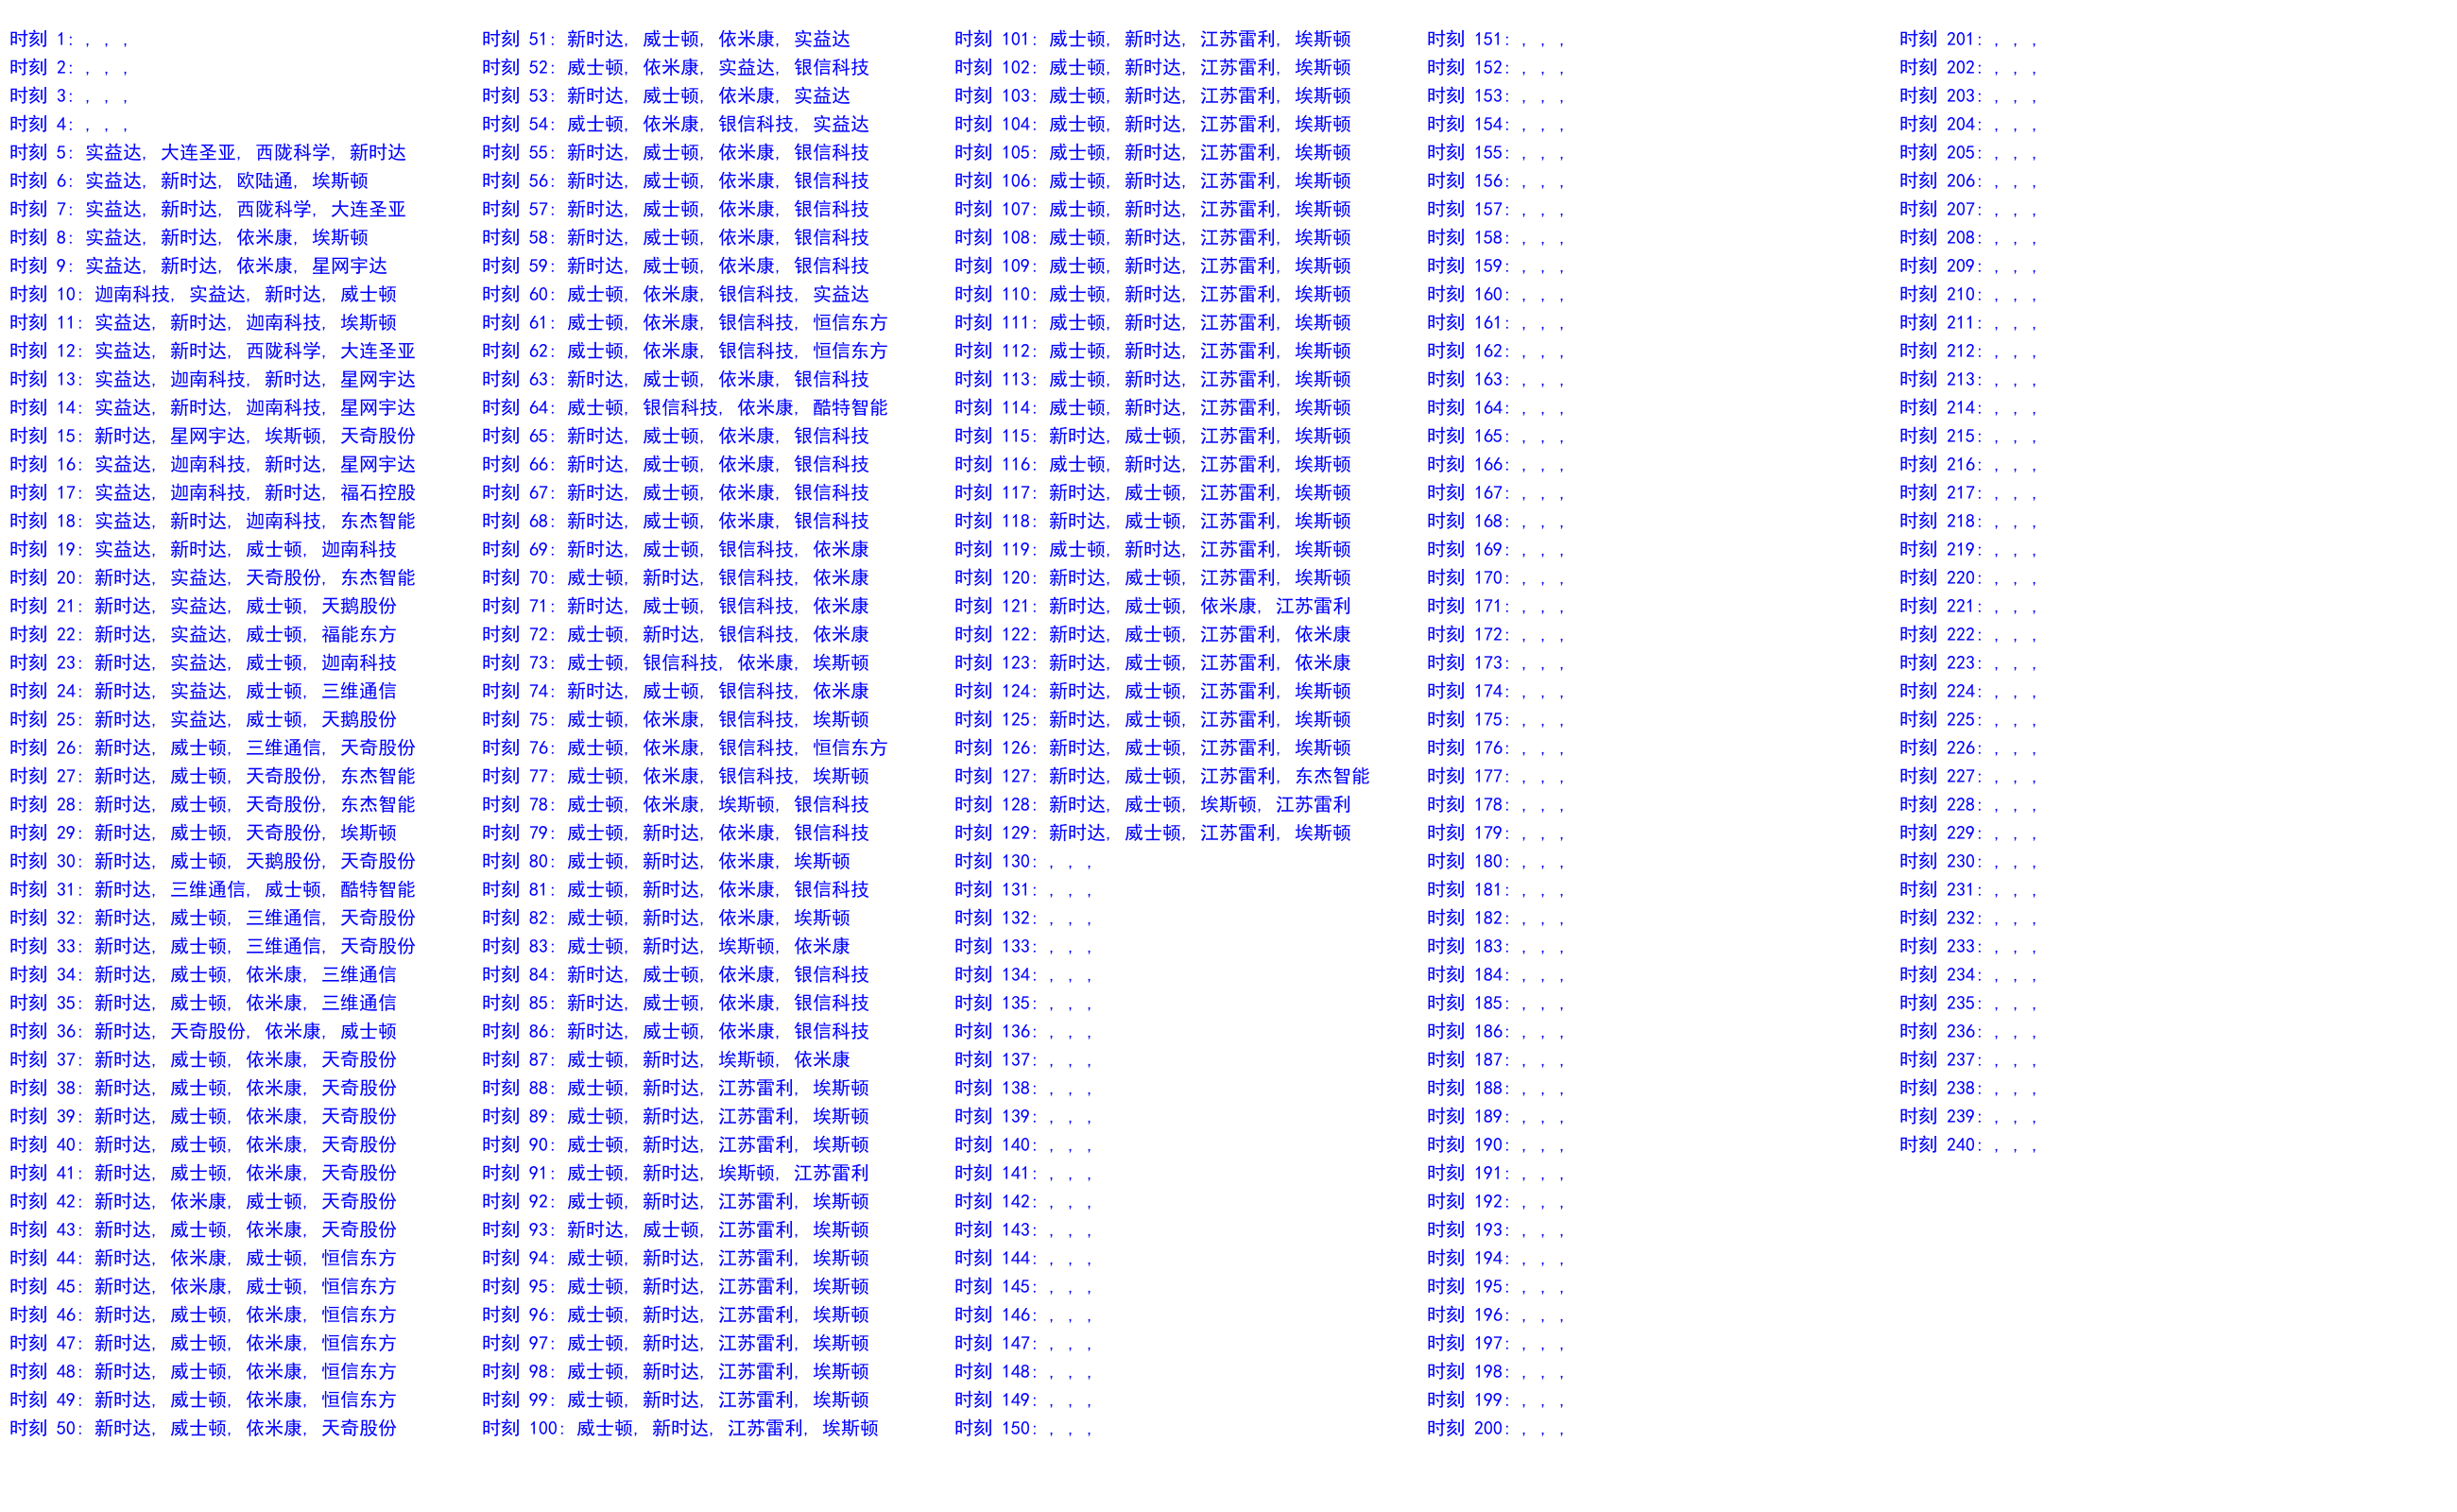 时刻 1: , , ,
时刻 2: , , ,
时刻 3: , , ,
时刻 4: , , ,
时刻 5: 实益达, 大连圣亚, 西陇科学, 新时达
时刻 6: 实益达, 新时达, 欧陆通, 埃斯顿
时刻 7: 实益达, 新时达, 西陇科学, 大连圣亚
时刻 8: 实益达, 新时达, 依米康, 埃斯顿
时刻 9: 实益达, 新时达, 依米康, 星网宇达
时刻 10: 迦南科技, 实益达, 新时达, 威士顿
时刻 11: 实益达, 新时达, 迦南科技, 埃斯顿
时刻 12: 实益达, 新时达, 西陇科学, 大连圣亚
时刻 13: 实益达, 迦南科技, 新时达, 星网宇达
时刻 14: 实益达, 新时达, 迦南科技, 星网宇达
时刻 15: 新时达, 星网宇达, 埃斯顿, 天奇股份
时刻 16: 实益达, 迦南科技, 新时达, 星网宇达
时刻 17: 实益达, 迦南科技, 新时达, 福石控股
时刻 18: 实益达, 新时达, 迦南科技, 东杰智能
时刻 19: 实益达, 新时达, 威士顿, 迦南科技
时刻 20: 新时达, 实益达, 天奇股份, 东杰智能
时刻 21: 新时达, 实益达, 威士顿, 天鹅股份
时刻 22: 新时达, 实益达, 威士顿, 福能东方
时刻 23: 新时达, 实益达, 威士顿, 迦南科技
时刻 24: 新时达, 实益达, 威士顿, 三维通信
时刻 25: 新时达, 实益达, 威士顿, 天鹅股份
时刻 26: 新时达, 威士顿, 三维通信, 天奇股份
时刻 27: 新时达, 威士顿, 天奇股份, 东杰智能
时刻 28: 新时达, 威士顿, 天奇股份, 东杰智能
时刻 29: 新时达, 威士顿, 天奇股份, 埃斯顿
时刻 30: 新时达, 威士顿, 天鹅股份, 天奇股份
时刻 31: 新时达, 三维通信, 威士顿, 酷特智能
时刻 32: 新时达, 威士顿, 三维通信, 天奇股份
时刻 33: 新时达, 威士顿, 三维通信, 天奇股份
时刻 34: 新时达, 威士顿, 依米康, 三维通信
时刻 35: 新时达, 威士顿, 依米康, 三维通信
时刻 36: 新时达, 天奇股份, 依米康, 威士顿
时刻 37: 新时达, 威士顿, 依米康, 天奇股份
时刻 38: 新时达, 威士顿, 依米康, 天奇股份
时刻 39: 新时达, 威士顿, 依米康, 天奇股份
时刻 40: 新时达, 威士顿, 依米康, 天奇股份
时刻 41: 新时达, 威士顿, 依米康, 天奇股份
时刻 42: 新时达, 依米康, 威士顿, 天奇股份
时刻 43: 新时达, 威士顿, 依米康, 天奇股份
时刻 44: 新时达, 依米康, 威士顿, 恒信东方
时刻 45: 新时达, 依米康, 威士顿, 恒信东方
时刻 46: 新时达, 威士顿, 依米康, 恒信东方
时刻 47: 新时达, 威士顿, 依米康, 恒信东方
时刻 48: 新时达, 威士顿, 依米康, 恒信东方
时刻 49: 新时达, 威士顿, 依米康, 恒信东方
时刻 50: 新时达, 威士顿, 依米康, 天奇股份
时刻 51: 新时达, 威士顿, 依米康, 实益达
时刻 52: 威士顿, 依米康, 实益达, 银信科技
时刻 53: 新时达, 威士顿, 依米康, 实益达
时刻 54: 威士顿, 依米康, 银信科技, 实益达
时刻 55: 新时达, 威士顿, 依米康, 银信科技
时刻 56: 新时达, 威士顿, 依米康, 银信科技
时刻 57: 新时达, 威士顿, 依米康, 银信科技
时刻 58: 新时达, 威士顿, 依米康, 银信科技
时刻 59: 新时达, 威士顿, 依米康, 银信科技
时刻 60: 威士顿, 依米康, 银信科技, 实益达
时刻 61: 威士顿, 依米康, 银信科技, 恒信东方
时刻 62: 威士顿, 依米康, 银信科技, 恒信东方
时刻 63: 新时达, 威士顿, 依米康, 银信科技
时刻 64: 威士顿, 银信科技, 依米康, 酷特智能
时刻 65: 新时达, 威士顿, 依米康, 银信科技
时刻 66: 新时达, 威士顿, 依米康, 银信科技
时刻 67: 新时达, 威士顿, 依米康, 银信科技
时刻 68: 新时达, 威士顿, 依米康, 银信科技
时刻 69: 新时达, 威士顿, 银信科技, 依米康
时刻 70: 威士顿, 新时达, 银信科技, 依米康
时刻 71: 新时达, 威士顿, 银信科技, 依米康
时刻 72: 威士顿, 新时达, 银信科技, 依米康
时刻 73: 威士顿, 银信科技, 依米康, 埃斯顿
时刻 74: 新时达, 威士顿, 银信科技, 依米康
时刻 75: 威士顿, 依米康, 银信科技, 埃斯顿
时刻 76: 威士顿, 依米康, 银信科技, 恒信东方
时刻 77: 威士顿, 依米康, 银信科技, 埃斯顿
时刻 78: 威士顿, 依米康, 埃斯顿, 银信科技
时刻 79: 威士顿, 新时达, 依米康, 银信科技
时刻 80: 威士顿, 新时达, 依米康, 埃斯顿
时刻 81: 威士顿, 新时达, 依米康, 银信科技
时刻 82: 威士顿, 新时达, 依米康, 埃斯顿
时刻 83: 威士顿, 新时达, 埃斯顿, 依米康
时刻 84: 新时达, 威士顿, 依米康, 银信科技
时刻 85: 新时达, 威士顿, 依米康, 银信科技
时刻 86: 新时达, 威士顿, 依米康, 银信科技
时刻 87: 威士顿, 新时达, 埃斯顿, 依米康
时刻 88: 威士顿, 新时达, 江苏雷利, 埃斯顿
时刻 89: 威士顿, 新时达, 江苏雷利, 埃斯顿
时刻 90: 威士顿, 新时达, 江苏雷利, 埃斯顿
时刻 91: 威士顿, 新时达, 埃斯顿, 江苏雷利
时刻 92: 威士顿, 新时达, 江苏雷利, 埃斯顿
时刻 93: 新时达, 威士顿, 江苏雷利, 埃斯顿
时刻 94: 威士顿, 新时达, 江苏雷利, 埃斯顿
时刻 95: 威士顿, 新时达, 江苏雷利, 埃斯顿
时刻 96: 威士顿, 新时达, 江苏雷利, 埃斯顿
时刻 97: 威士顿, 新时达, 江苏雷利, 埃斯顿
时刻 98: 威士顿, 新时达, 江苏雷利, 埃斯顿
时刻 99: 威士顿, 新时达, 江苏雷利, 埃斯顿
时刻 100: 威士顿, 新时达, 江苏雷利, 埃斯顿
时刻 101: 威士顿, 新时达, 江苏雷利, 埃斯顿
时刻 102: 威士顿, 新时达, 江苏雷利, 埃斯顿
时刻 103: 威士顿, 新时达, 江苏雷利, 埃斯顿
时刻 104: 威士顿, 新时达, 江苏雷利, 埃斯顿
时刻 105: 威士顿, 新时达, 江苏雷利, 埃斯顿
时刻 106: 威士顿, 新时达, 江苏雷利, 埃斯顿
时刻 107: 威士顿, 新时达, 江苏雷利, 埃斯顿
时刻 108: 威士顿, 新时达, 江苏雷利, 埃斯顿
时刻 109: 威士顿, 新时达, 江苏雷利, 埃斯顿
时刻 110: 威士顿, 新时达, 江苏雷利, 埃斯顿
时刻 111: 威士顿, 新时达, 江苏雷利, 埃斯顿
时刻 112: 威士顿, 新时达, 江苏雷利, 埃斯顿
时刻 113: 威士顿, 新时达, 江苏雷利, 埃斯顿
时刻 114: 威士顿, 新时达, 江苏雷利, 埃斯顿
时刻 115: 新时达, 威士顿, 江苏雷利, 埃斯顿
时刻 116: 威士顿, 新时达, 江苏雷利, 埃斯顿
时刻 117: 新时达, 威士顿, 江苏雷利, 埃斯顿
时刻 118: 新时达, 威士顿, 江苏雷利, 埃斯顿
时刻 119: 威士顿, 新时达, 江苏雷利, 埃斯顿
时刻 120: 新时达, 威士顿, 江苏雷利, 埃斯顿
时刻 121: 新时达, 威士顿, 依米康, 江苏雷利
时刻 122: 新时达, 威士顿, 江苏雷利, 依米康
时刻 123: 新时达, 威士顿, 江苏雷利, 依米康
时刻 124: 新时达, 威士顿, 江苏雷利, 埃斯顿
时刻 125: 新时达, 威士顿, 江苏雷利, 埃斯顿
时刻 126: 新时达, 威士顿, 江苏雷利, 埃斯顿
时刻 127: 新时达, 威士顿, 江苏雷利, 东杰智能
时刻 128: 新时达, 威士顿, 埃斯顿, 江苏雷利
时刻 129: 新时达, 威士顿, 江苏雷利, 埃斯顿
时刻 130: , , ,
时刻 131: , , ,
时刻 132: , , ,
时刻 133: , , ,
时刻 134: , , ,
时刻 135: , , ,
时刻 136: , , ,
时刻 137: , , ,
时刻 138: , , ,
时刻 139: , , ,
时刻 140: , , ,
时刻 141: , , ,
时刻 142: , , ,
时刻 143: , , ,
时刻 144: , , ,
时刻 145: , , ,
时刻 146: , , ,
时刻 147: , , ,
时刻 148: , , ,
时刻 149: , , ,
时刻 150: , , ,
时刻 151: , , ,
时刻 152: , , ,
时刻 153: , , ,
时刻 154: , , ,
时刻 155: , , ,
时刻 156: , , ,
时刻 157: , , ,
时刻 158: , , ,
时刻 159: , , ,
时刻 160: , , ,
时刻 161: , , ,
时刻 162: , , ,
时刻 163: , , ,
时刻 164: , , ,
时刻 165: , , ,
时刻 166: , , ,
时刻 167: , , ,
时刻 168: , , ,
时刻 169: , , ,
时刻 170: , , ,
时刻 171: , , ,
时刻 172: , , ,
时刻 173: , , ,
时刻 174: , , ,
时刻 175: , , ,
时刻 176: , , ,
时刻 177: , , ,
时刻 178: , , ,
时刻 179: , , ,
时刻 180: , , ,
时刻 181: , , ,
时刻 182: , , ,
时刻 183: , , ,
时刻 184: , , ,
时刻 185: , , ,
时刻 186: , , ,
时刻 187: , , ,
时刻 188: , , ,
时刻 189: , , ,
时刻 190: , , ,
时刻 191: , , ,
时刻 192: , , ,
时刻 193: , , ,
时刻 194: , , ,
时刻 195: , , ,
时刻 196: , , ,
时刻 197: , , ,
时刻 198: , , ,
时刻 199: , , ,
时刻 200: , , ,
时刻 201: , , ,
时刻 202: , , ,
时刻 203: , , ,
时刻 204: , , ,
时刻 205: , , ,
时刻 206: , , ,
时刻 207: , , ,
时刻 208: , , ,
时刻 209: , , ,
时刻 210: , , ,
时刻 211: , , ,
时刻 212: , , ,
时刻 213: , , ,
时刻 214: , , ,
时刻 215: , , ,
时刻 216: , , ,
时刻 217: , , ,
时刻 218: , , ,
时刻 219: , , ,
时刻 220: , , ,
时刻 221: , , ,
时刻 222: , , ,
时刻 223: , , ,
时刻 224: , , ,
时刻 225: , , ,
时刻 226: , , ,
时刻 227: , , ,
时刻 228: , , ,
时刻 229: , , ,
时刻 230: , , ,
时刻 231: , , ,
时刻 232: , , ,
时刻 233: , , ,
时刻 234: , , ,
时刻 235: , , ,
时刻 236: , , ,
时刻 237: , , ,
时刻 238: , , ,
时刻 239: , , ,
时刻 240: , , ,